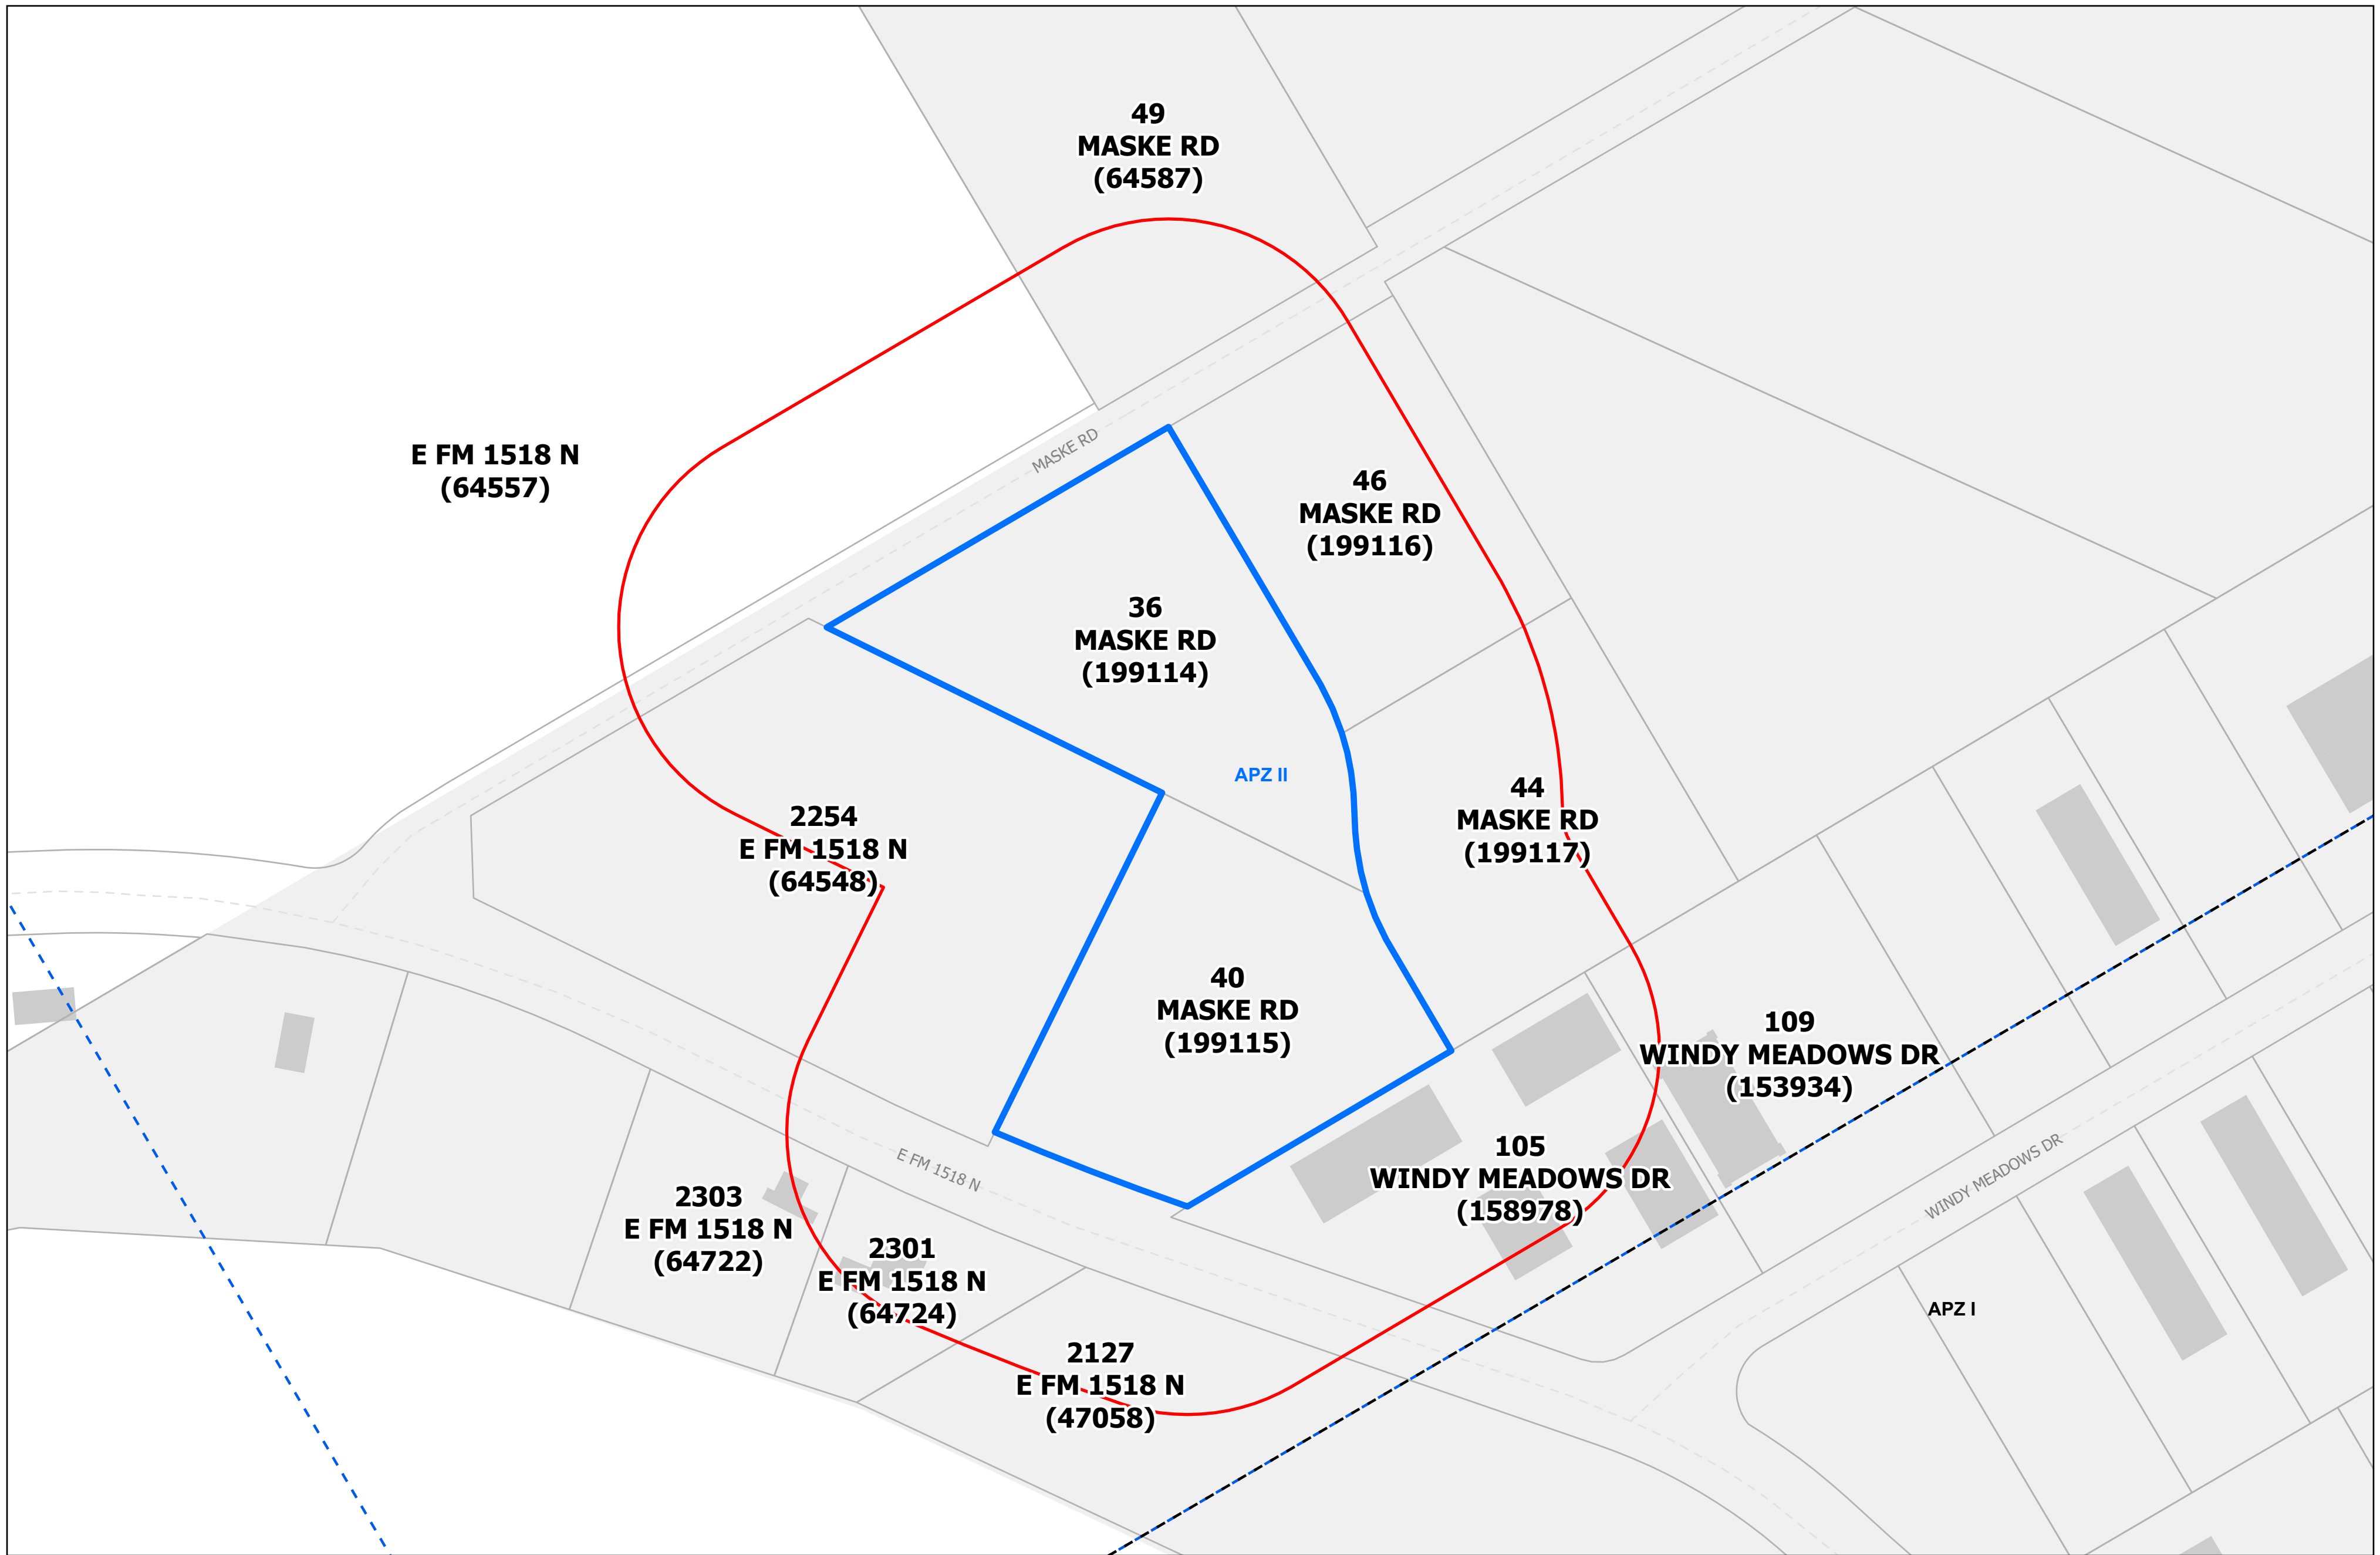 49
MASKE RD
(64587)
MASKE RD
E FM 1518 N
(64557)
46
MASKE RD
(199116)
36
MASKE RD
(199114)
APZ II
44
MASKE RD
(199117)
2254
E FM 1518 N
(64548)
40
MASKE RD
(199115)
109
WINDY MEADOWS DR
(153934)
105
WINDY MEADOWS DR
(158978)
WINDY MEADOWS DR
E FM 1518 N
2303
E FM 1518 N
(64722)
2301
E FM 1518 N
(64724)
APZ I
2127
E FM 1518 N
(47058)